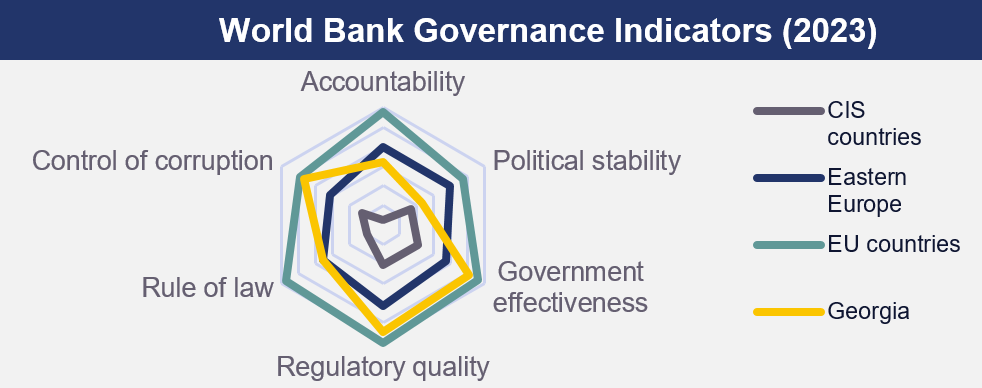 World Bank Governance Indicators (2023)
Accountability
Control of corruption
Political stability
Rule of law
Government
effectiveness
Regulatory quality
CIS
countries
Eastern
Europe
EU countries
Georgia